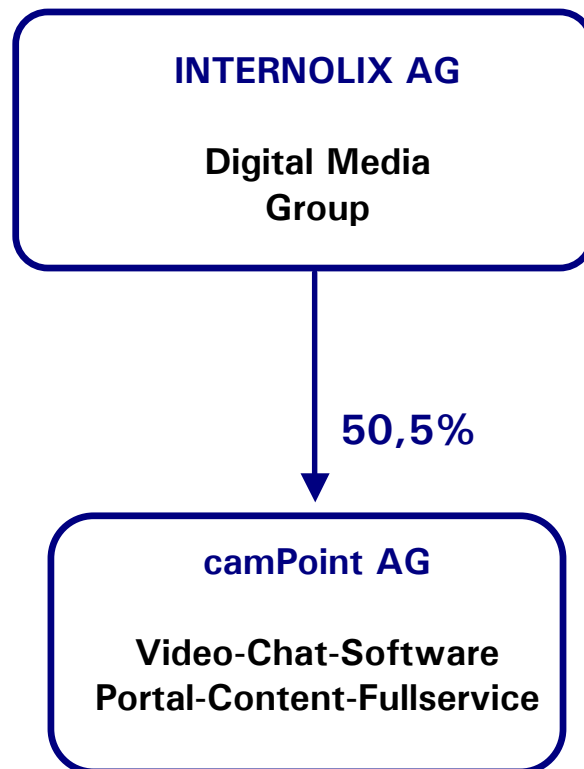 INTERNOLIX AG
Digital Media
Group
50,5%
camPoint AG
Video-Chat-Software
Portal-Content-Fullservice